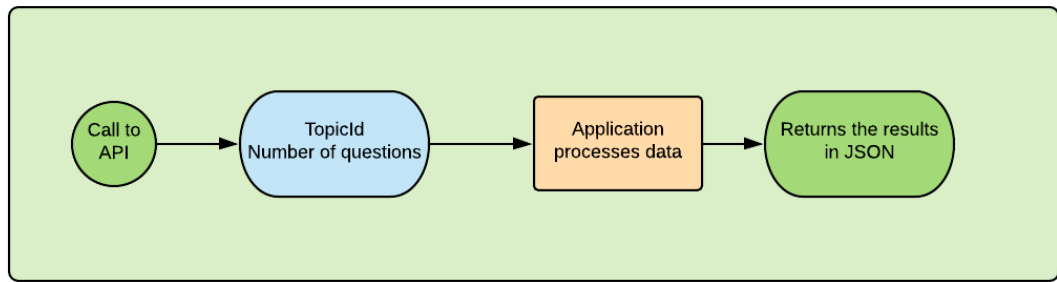 Call to
API
TopicId
Number of questions
Application
processes data
Returns the results
in JSON